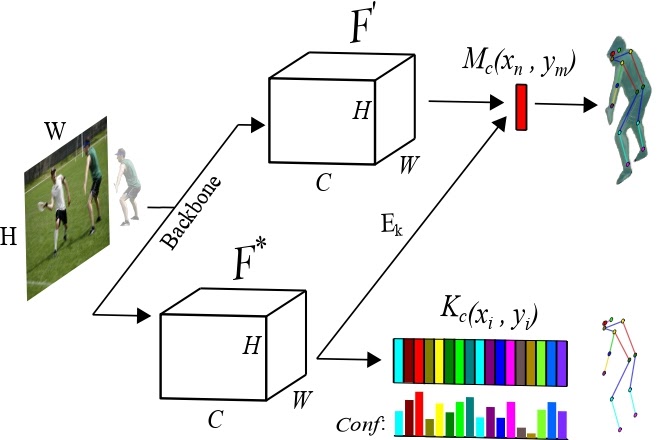 F'
M_c(x_n , y_m)
H
W
C
W
H
Backbone
E_k
F*
H
W
C
K_c(x_i , y_i)
Conf: